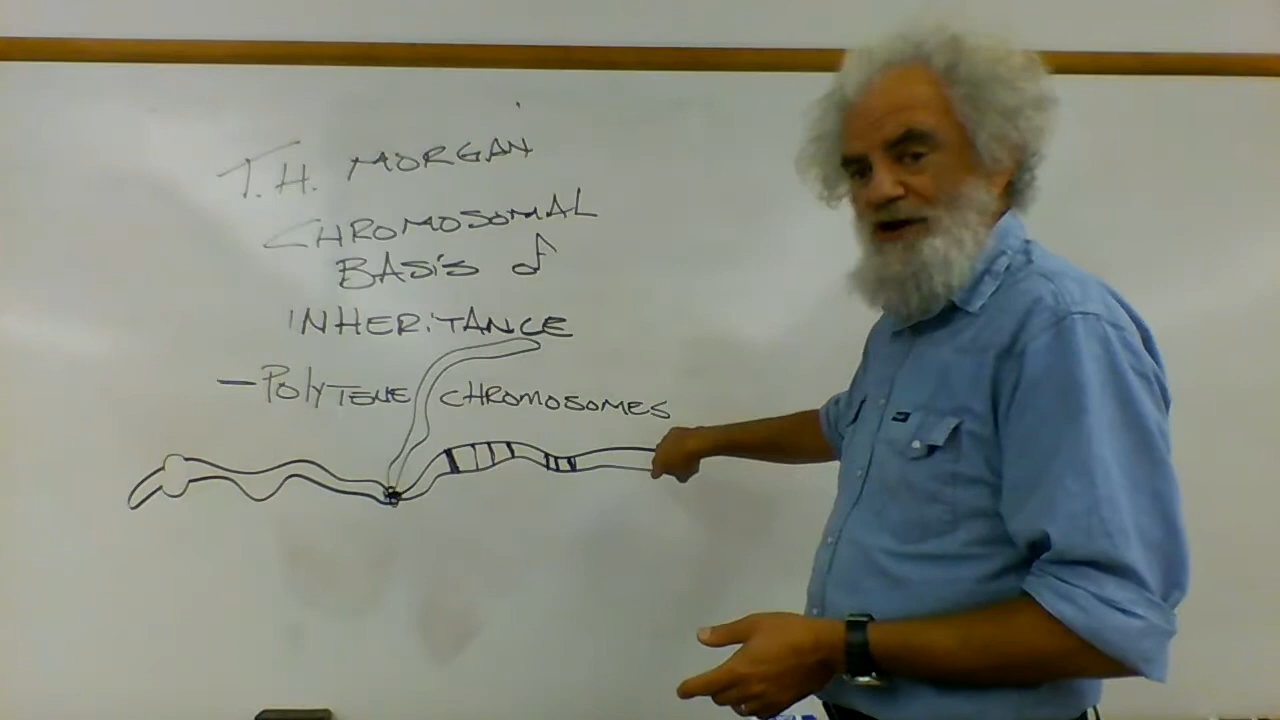 T.H. MORGAN
CHROMOSOMAL
BASIS of
INHERITANCE
- POLYTENE CHROMOSOMES